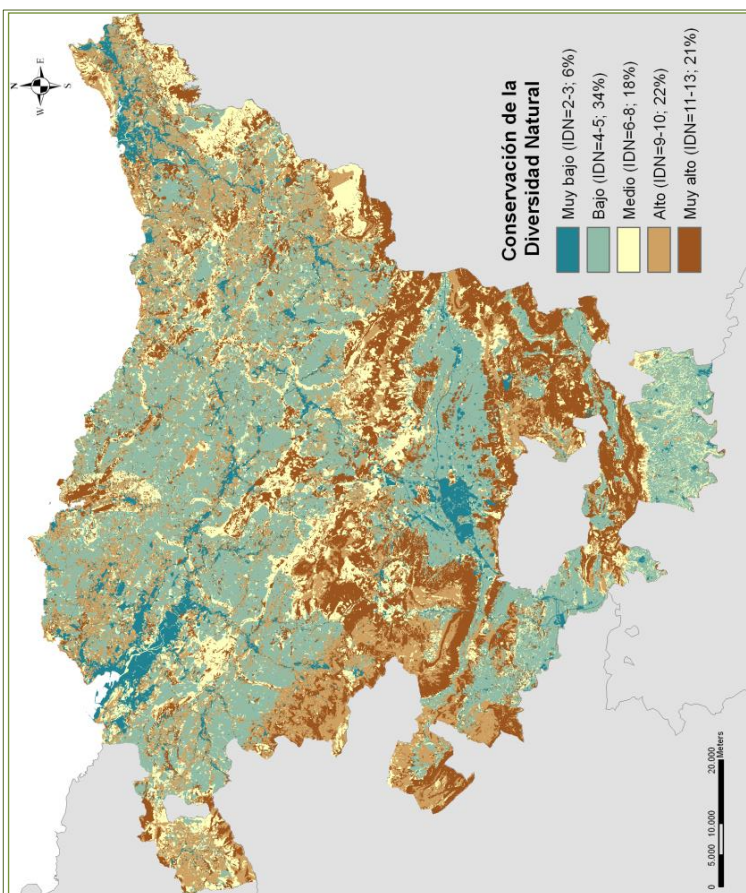 N
W
E
S
Conservación de la
Diversidad Natural
Muy bajo (IDN=2-3; 6%)
Bajo (IDN=4-5; 34%)
Medio (IDN=6-8; 18%)
Alto (IDN=9-10; 22%)
Muy alto (IDN=11-13; 21%)
0 5.000 10.000 20.000
Meters